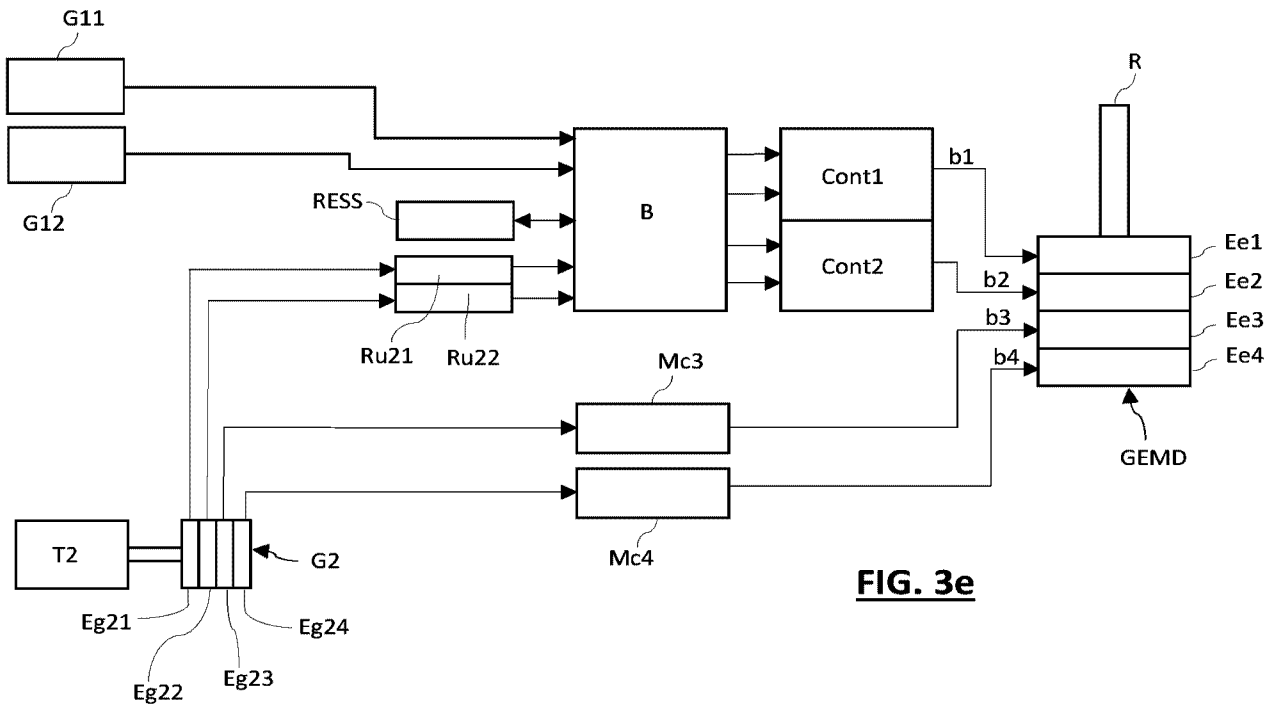 G11
R
G12
RESS
B
Cont1
b1
Cont2
b2
Ee1
Ee2
Ee3
Ee4
b3
b4
Ru21
Ru22
Mc3
GEMD
T2
G2
Mc4
FIG. 3e
Eg21
Eg24
Eg22
Eg23